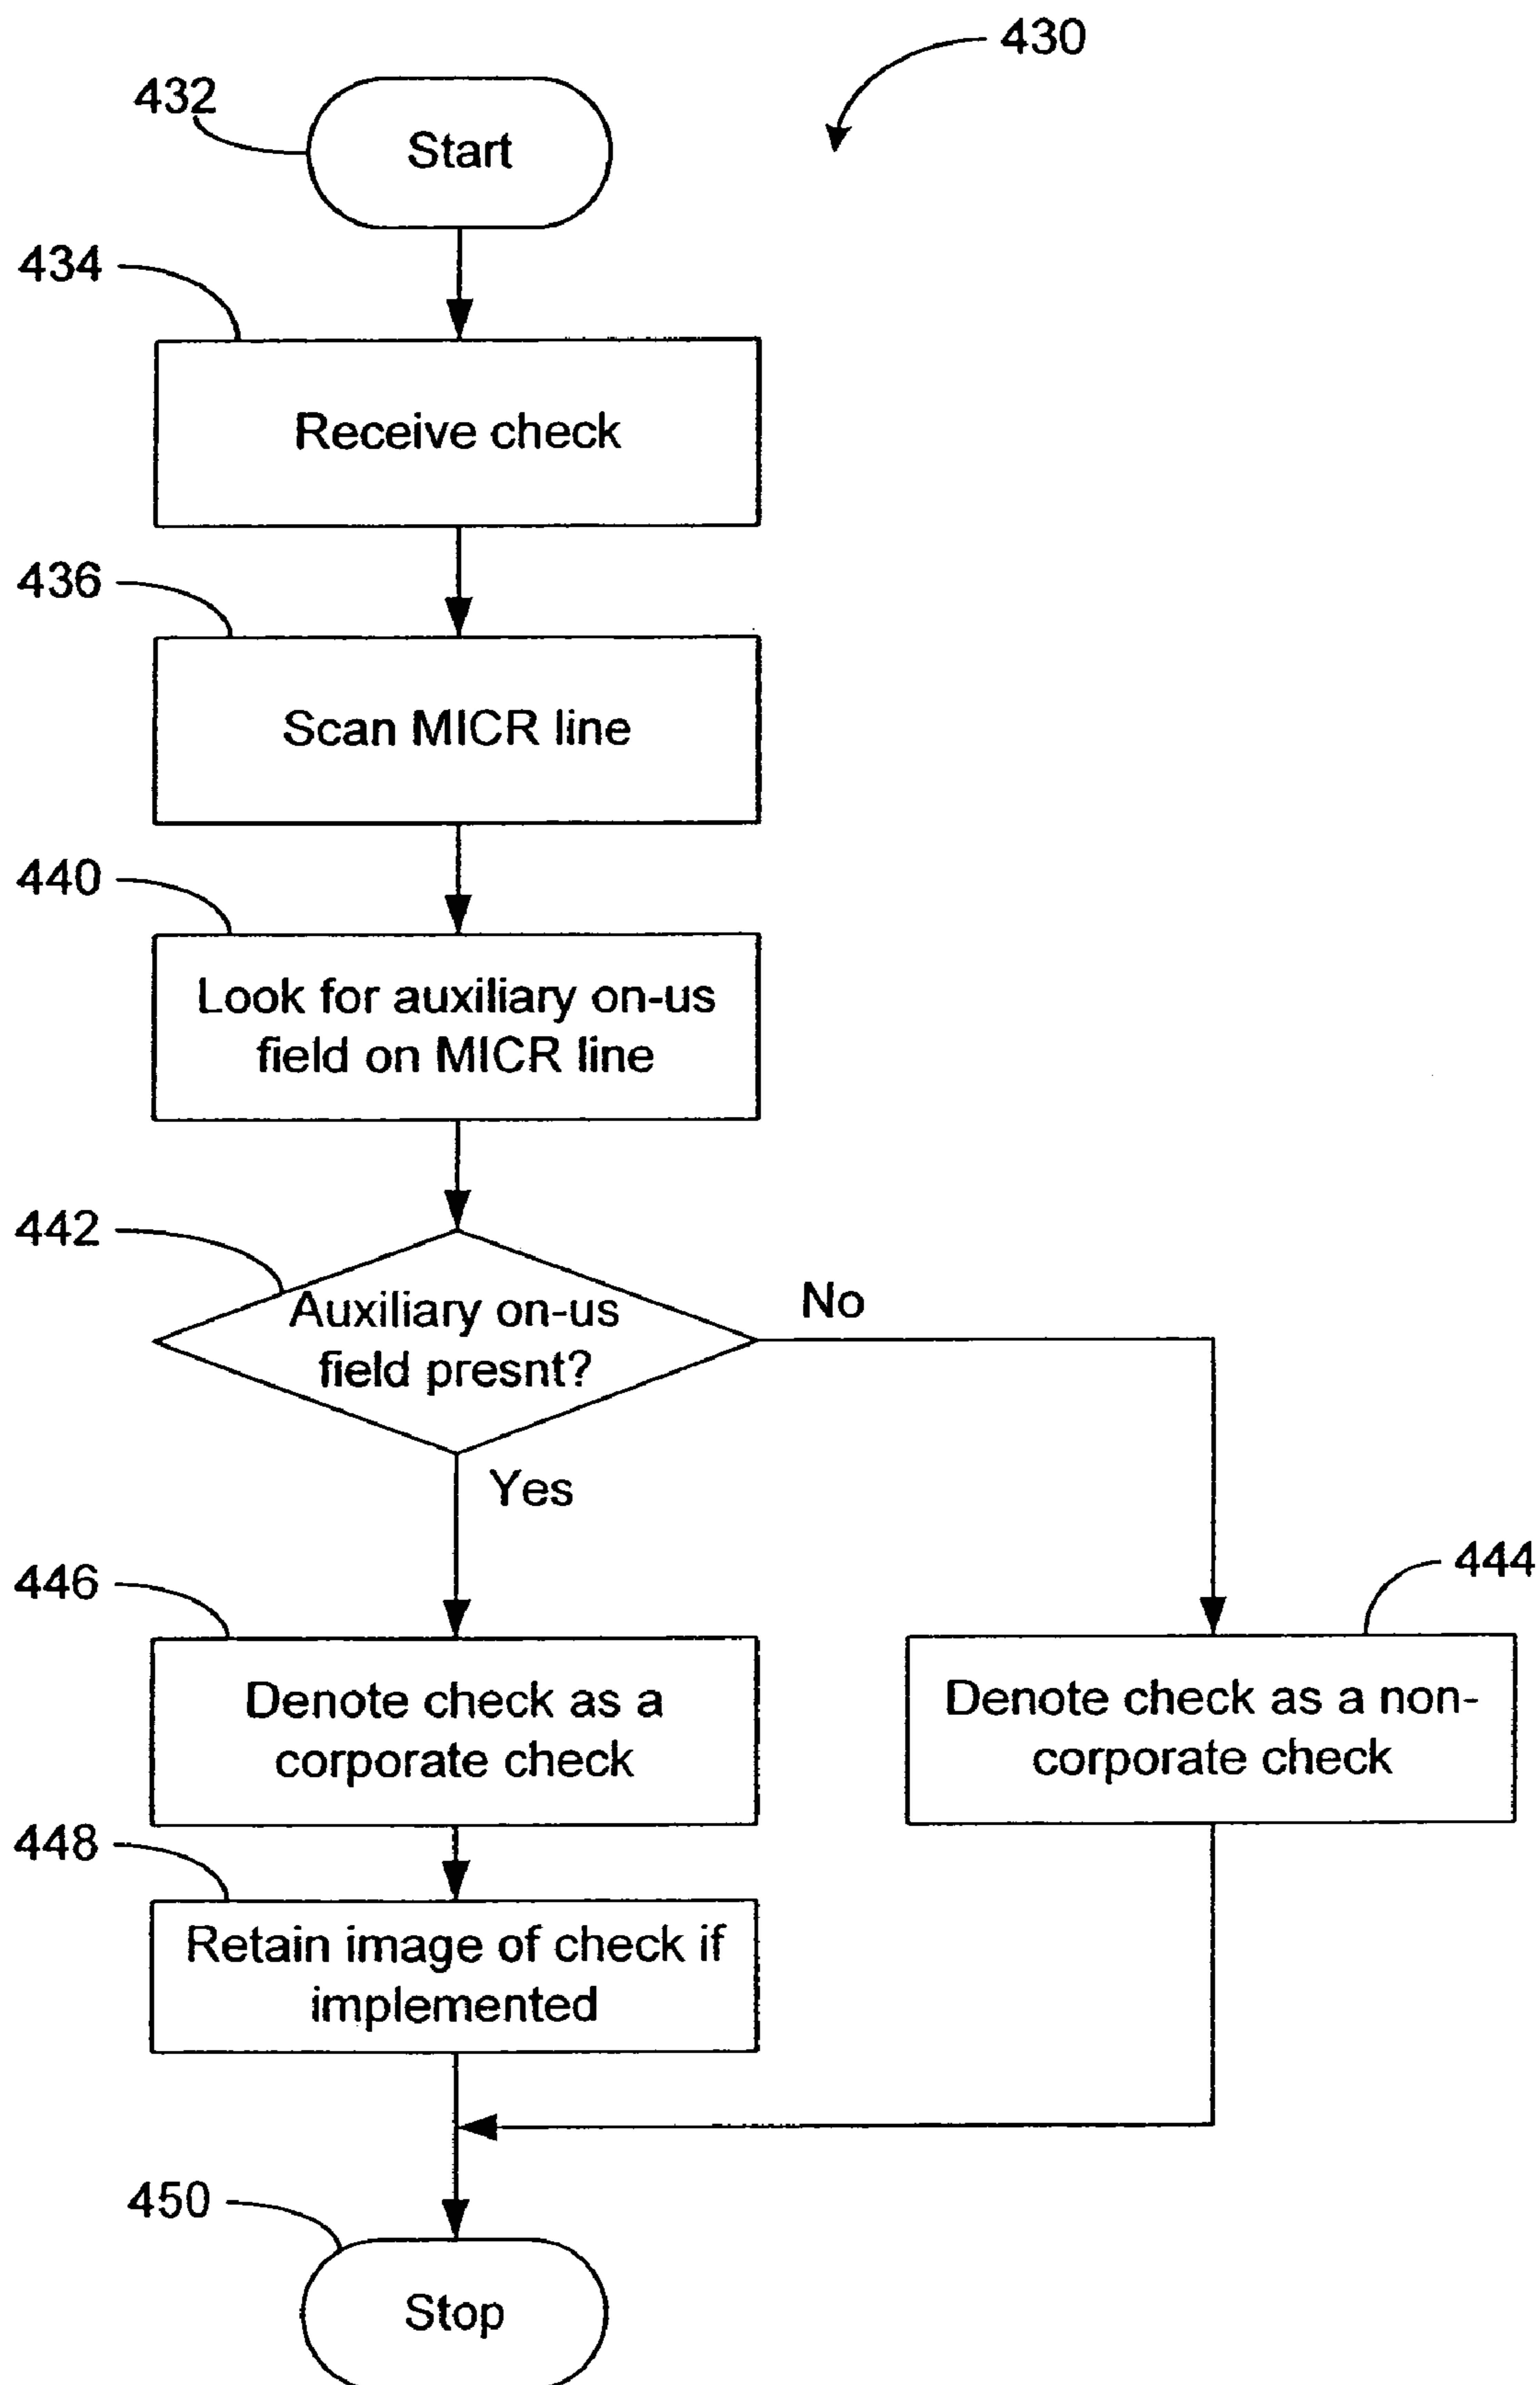 430
432
Start
434
Receive check
436
Scan MICR line
440
Look for auxiliary on-us
field on MICR line
442
Auxiliary on-us
field presnt?
No
Yes
446
Denote check as a
corporate check
444
Denote check as a non-
corporate check
448
Retain image of check if
implemented
450
Stop